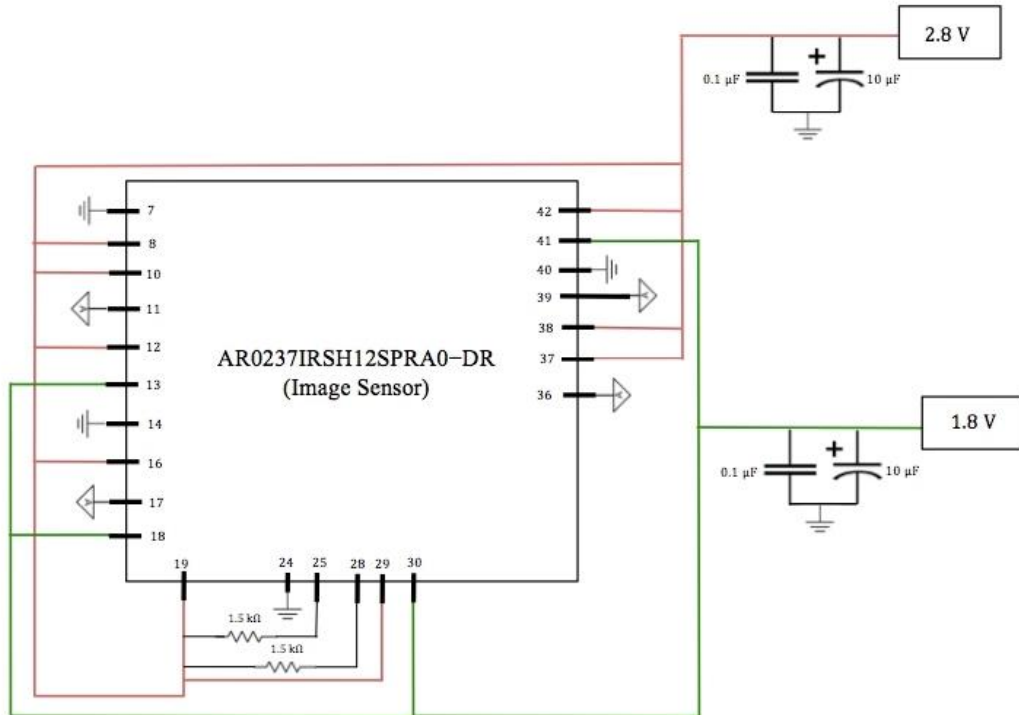 2.8 V
+
0.1 µF
10 µF
7
42
8
41
10
40
39
11
38
12
37
AR0237IRSH12SPRA0-DR
(Image Sensor)
13
36
14
1.8 V
16
+
0.1 µF
10 µF
17
18
19
24
25
28
29
30
1.5 kΩ
1.5 kΩ